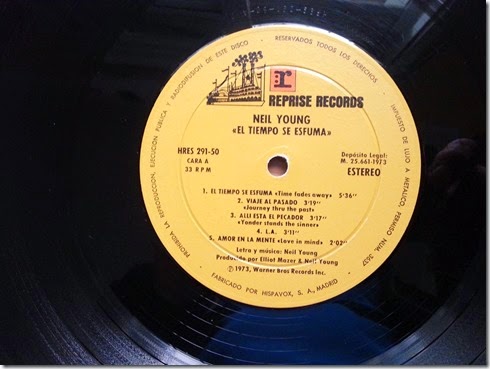 PROHIBIDA LA REPRODUCCION, EJECUCION PUBLICA Y RADIODIFUSION DE ESTE DISCO
RESERVADOS TODOS LOS DERECHOS
IMPUESTO DE LUJO A METALICO, PERMISO NUM. 3637
r
REPRISE RECORDS
NEIL YOUNG
«EL TIEMPO SE ESFUMA»
HRES 291-50
CARA A
33 RPM
Depósito Legal:
M. 25.661-1973
ESTEREO
1. EL TIEMPO SE ESFUMA «Time fades away» 5'36"
2. VIAJE AL PASADO 3'19"
«Journey thru the past»
3. ALLI ESTA EL PECADOR 3'17"
«Yonder stands the sinner»
4. L.A. 3'11"
5. AMOR EN LA MENTE «Love in mind» 2'02"
Letra y música: Neil Young
Producido por Elliot Mazer & Neil Young
Ⓟ 1973, Warner Bros Records Inc.
FABRICADO POR HISPAVOX, S. A., MADRID